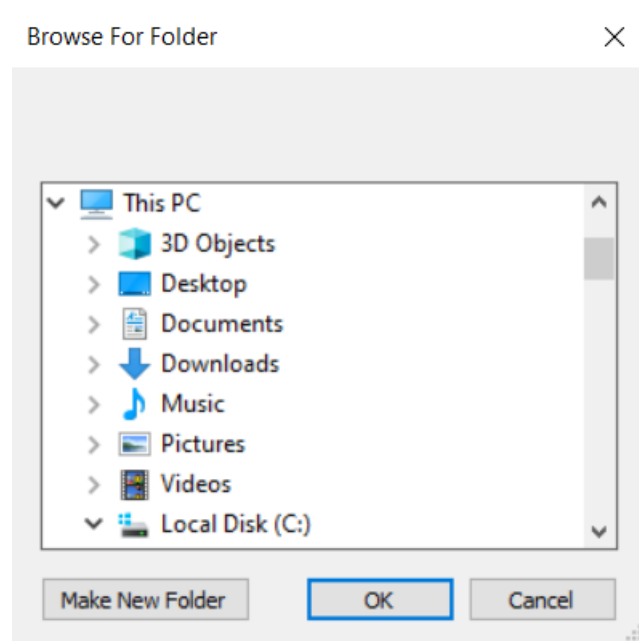 Browse For Folder
This PC
3D Objects
Desktop
Documents
Downloads
Music
Pictures
Videos
Local Disk (C:)
Make New Folder OK Cancel